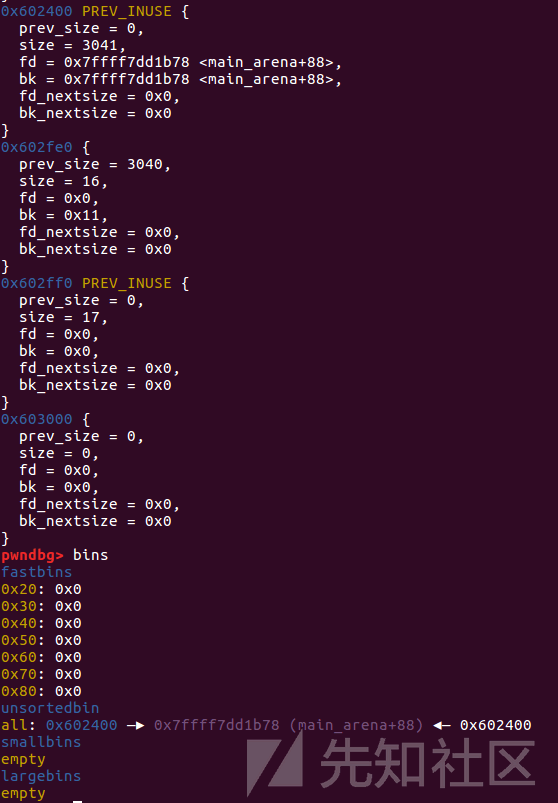 }
0x602400 PREV_INUSE {
  prev_size = 0,
  size = 3041,
  fd = 0x7ffff7dd1b78 <main_arena+88>,
  bk = 0x7ffff7dd1b78 <main_arena+88>,
  fd_nextsize = 0x0,
  bk_nextsize = 0x0
}
0x602fe0 {
  prev_size = 3040,
  size = 16,
  fd = 0x0,
  bk = 0x11,
  fd_nextsize = 0x0,
  bk_nextsize = 0x0
}
0x602ff0 PREV_INUSE {
  prev_size = 0,
  size = 17,
  fd = 0x0,
  bk = 0x0,
  fd_nextsize = 0x0,
  bk_nextsize = 0x0
}
0x603000 {
  prev_size = 0,
  size = 0,
  fd = 0x0,
  bk = 0x0,
  fd_nextsize = 0x0,
  bk_nextsize = 0x0
}
pwndbg> bins
fastbins
0x20: 0x0
0x30: 0x0
0x40: 0x0
0x50: 0x0
0x60: 0x0
0x70: 0x0
0x80: 0x0
unsortedbin
all: 0x602400 —▸ 0x7ffff7dd1b78 (main_arena+88) ◂— 0x602400
smallbins
empty
largebins
empty
先知社区